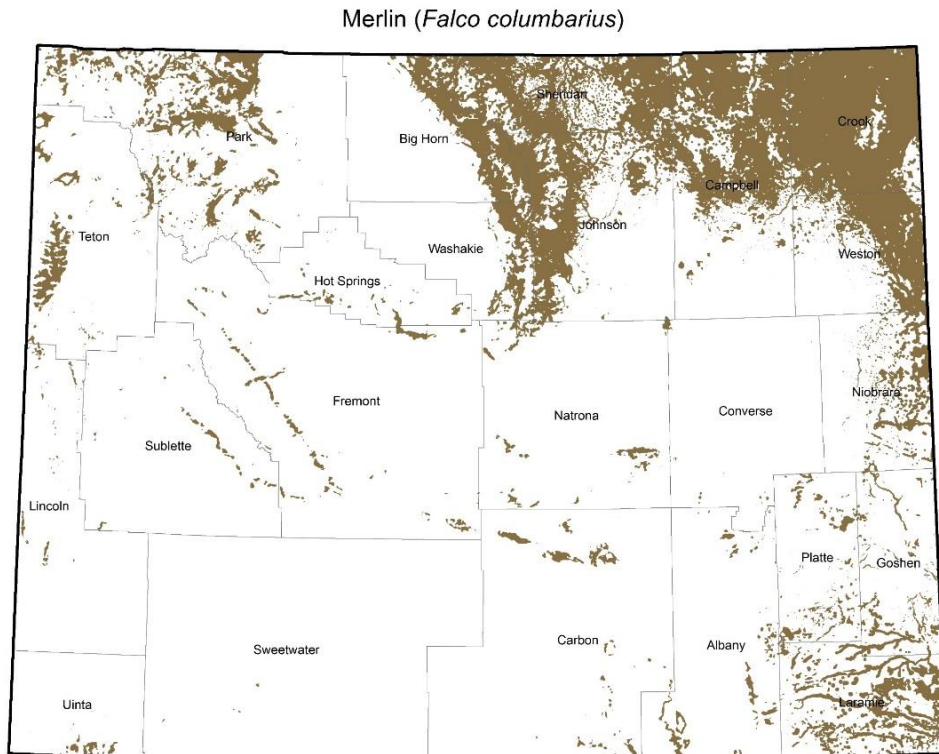 Merlin (Falco columbarius)
Sheridan
Crook
Park
Big Horn
Campbell
Johnson
Teton
Washakie
Weston
Hot Springs
Niobrara
Fremont
Natrona
Converse
Sublette
Lincoln
Platte
Goshen
Sweetwater
Carbon
Albany
Uinta
Laramie